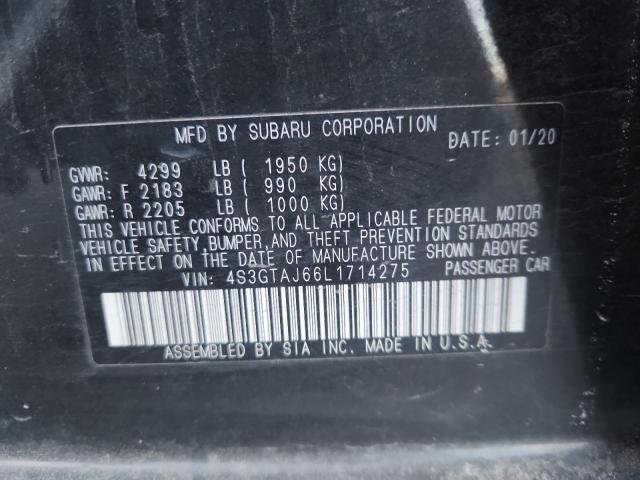 MFD BY SUBARU CORPORATION DATE: 01/20
GVWR: 4299 LB ( 1950 KG)
GAWR: F 2183 LB ( 990 KG)
GAWR: R 2205 LB ( 1000 KG)
THIS VEHICLE CONFORMS TO ALL APPLICABLE FEDERAL MOTOR
VEHICLE SAFETY, BUMPER, AND THEFT PREVENTION STANDARDS
IN EFFECT ON THE DATE OF MANUFACTURE SHOWN ABOVE.
VIN: 4S3GTAJ66L1714275 PASSENGER CAR
ASSEMBLED BY SIA INC. MADE IN U.S.A.